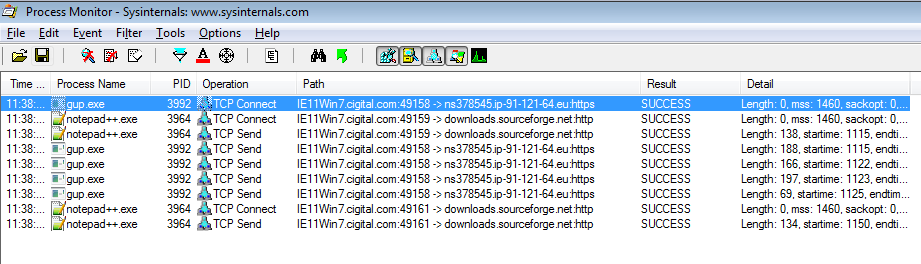 Process Monitor - Sysinternals: www.sysinternals.com
File Edit Event Filter Tools Options Help
Time ... Process Name PID Operation Path Result Detail
11:38:... gup.exe 3992 TCP Connect IE11Win7.cigital.com:49158 -> ns378545.ip-91-121-64.eu:https SUCCESS Length: 0, mss: 1460, sackopt: 0,...
11:38:... notepad++.exe 3964 TCP Connect IE11Win7.cigital.com:49159 -> downloads.sourceforge.net:http SUCCESS Length: 0, mss: 1460, sackopt: 0,...
11:38:... notepad++.exe 3964 TCP Send IE11Win7.cigital.com:49159 -> downloads.sourceforge.net:http SUCCESS Length: 138, startime: 1115, endti...
11:38:... gup.exe 3992 TCP Send IE11Win7.cigital.com:49158 -> ns378545.ip-91-121-64.eu:https SUCCESS Length: 188, startime: 1115, endti...
11:38:... gup.exe 3992 TCP Send IE11Win7.cigital.com:49158 -> ns378545.ip-91-121-64.eu:https SUCCESS Length: 166, startime: 1122, endti...
11:38:... gup.exe 3992 TCP Send IE11Win7.cigital.com:49158 -> ns378545.ip-91-121-64.eu:https SUCCESS Length: 197, startime: 1123, endti...
11:38:... gup.exe 3992 TCP Send IE11Win7.cigital.com:49158 -> ns378545.ip-91-121-64.eu:https SUCCESS Length: 69, startime: 1125, endtim...
11:38:... notepad++.exe 3964 TCP Connect IE11Win7.cigital.com:49161 -> downloads.sourceforge.net:http SUCCESS Length: 0, mss: 1460, sackopt: 0,...
11:38:... notepad++.exe 3964 TCP Send IE11Win7.cigital.com:49161 -> downloads.sourceforge.net:http SUCCESS Length: 134, startime: 1150, endti...